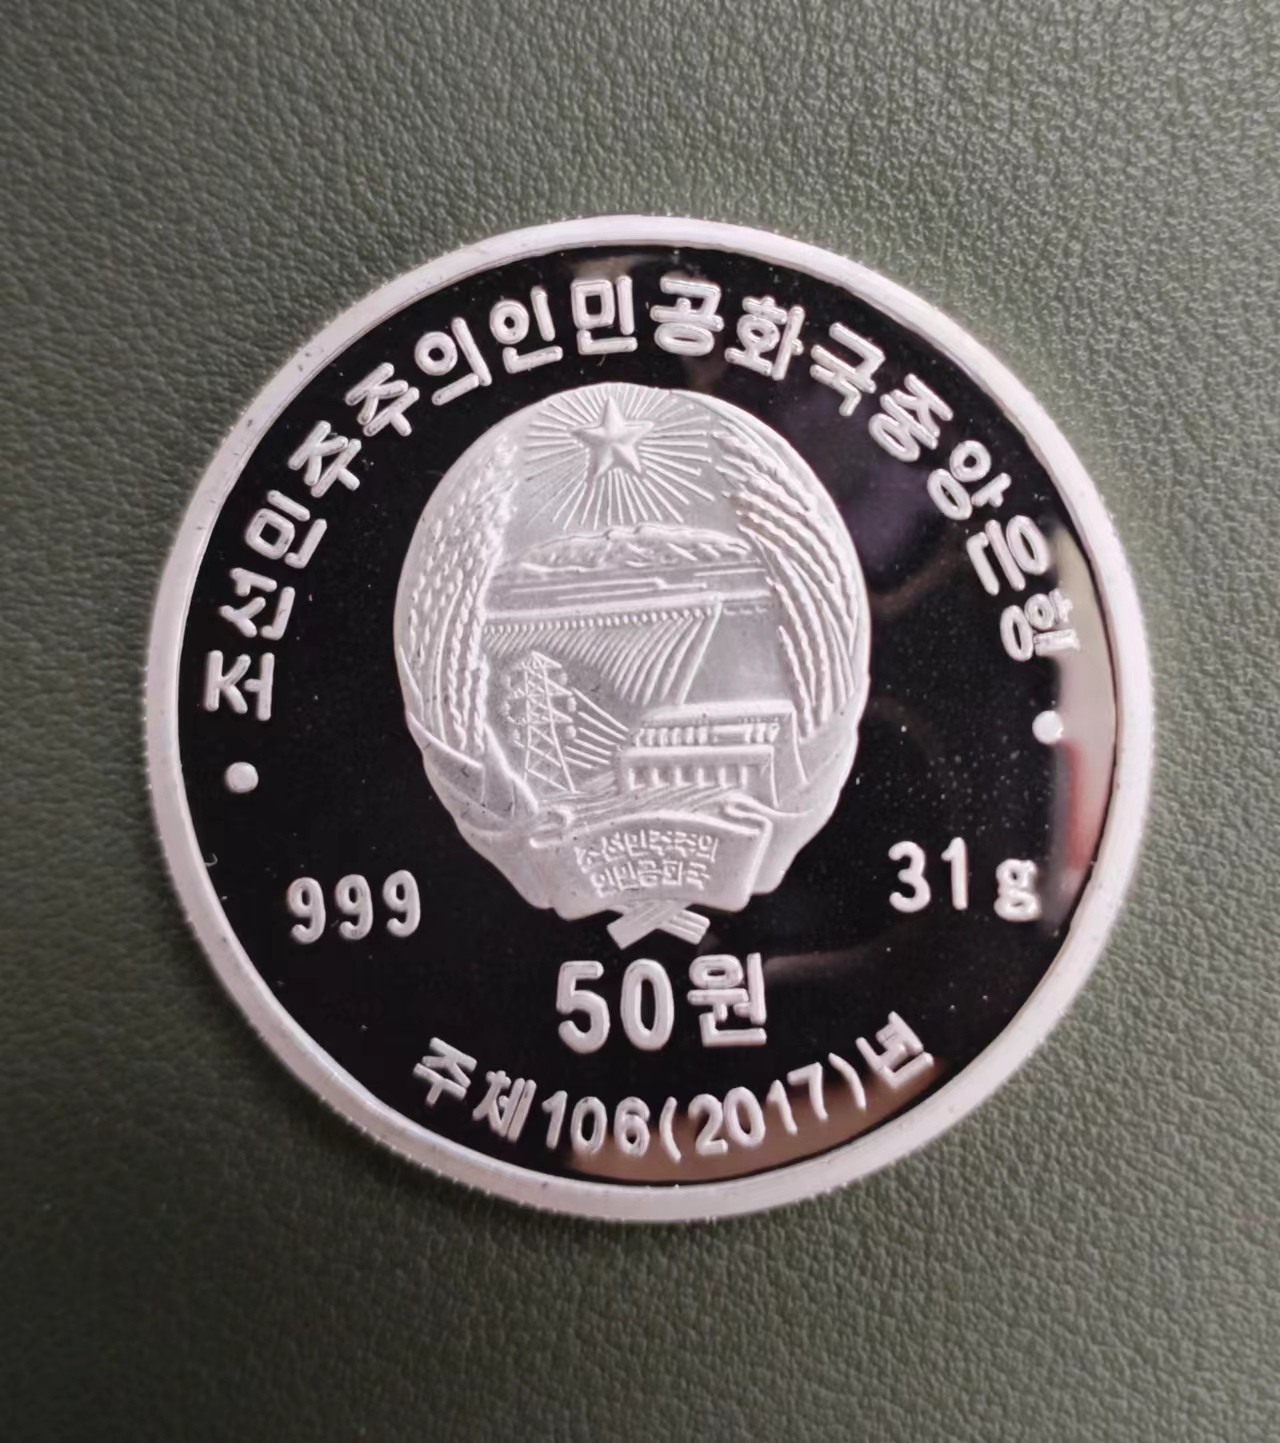 조선민주주의인민공화국중앙은행
조선민주주의
인민공화국
999
31 g
50원
주체106(2017)년